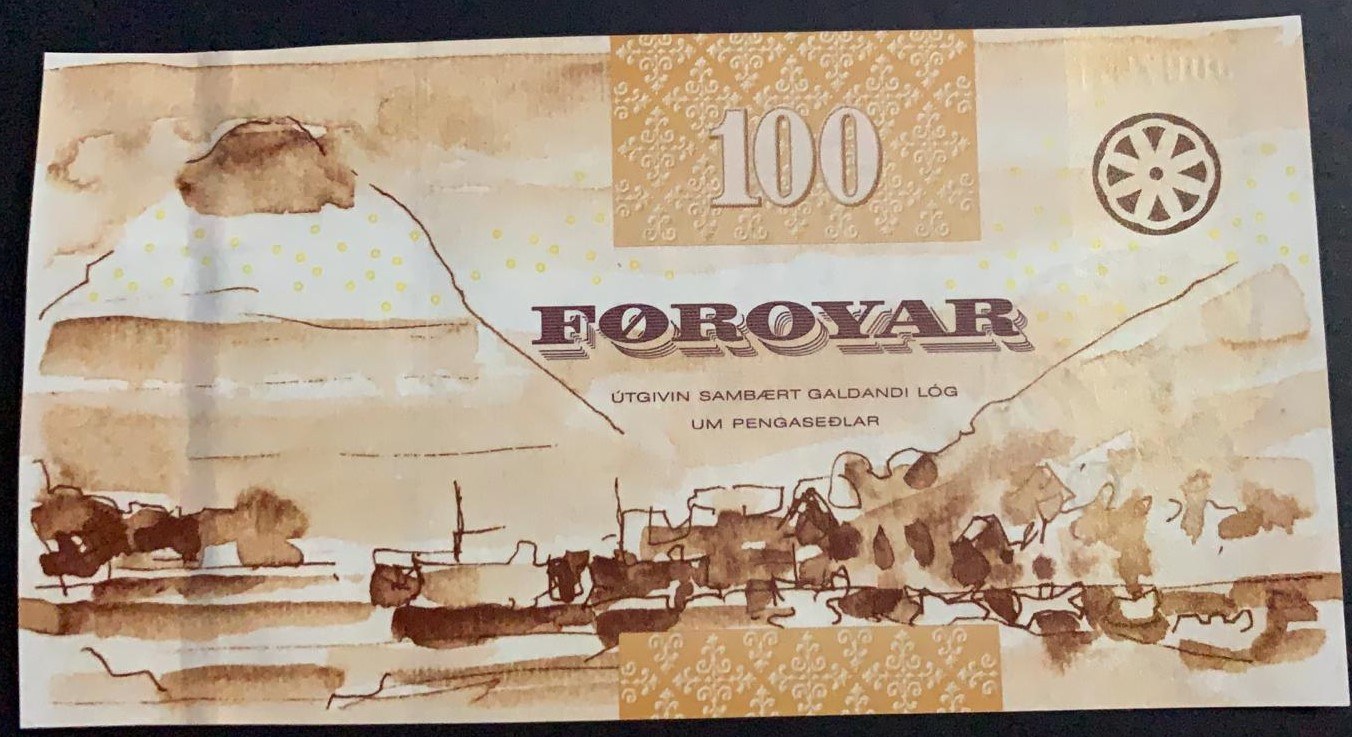 100
FØROYAR
ÚTGIVIN SAMBÆRT GALDANDI LÓG
UM PENGASEÐLAR